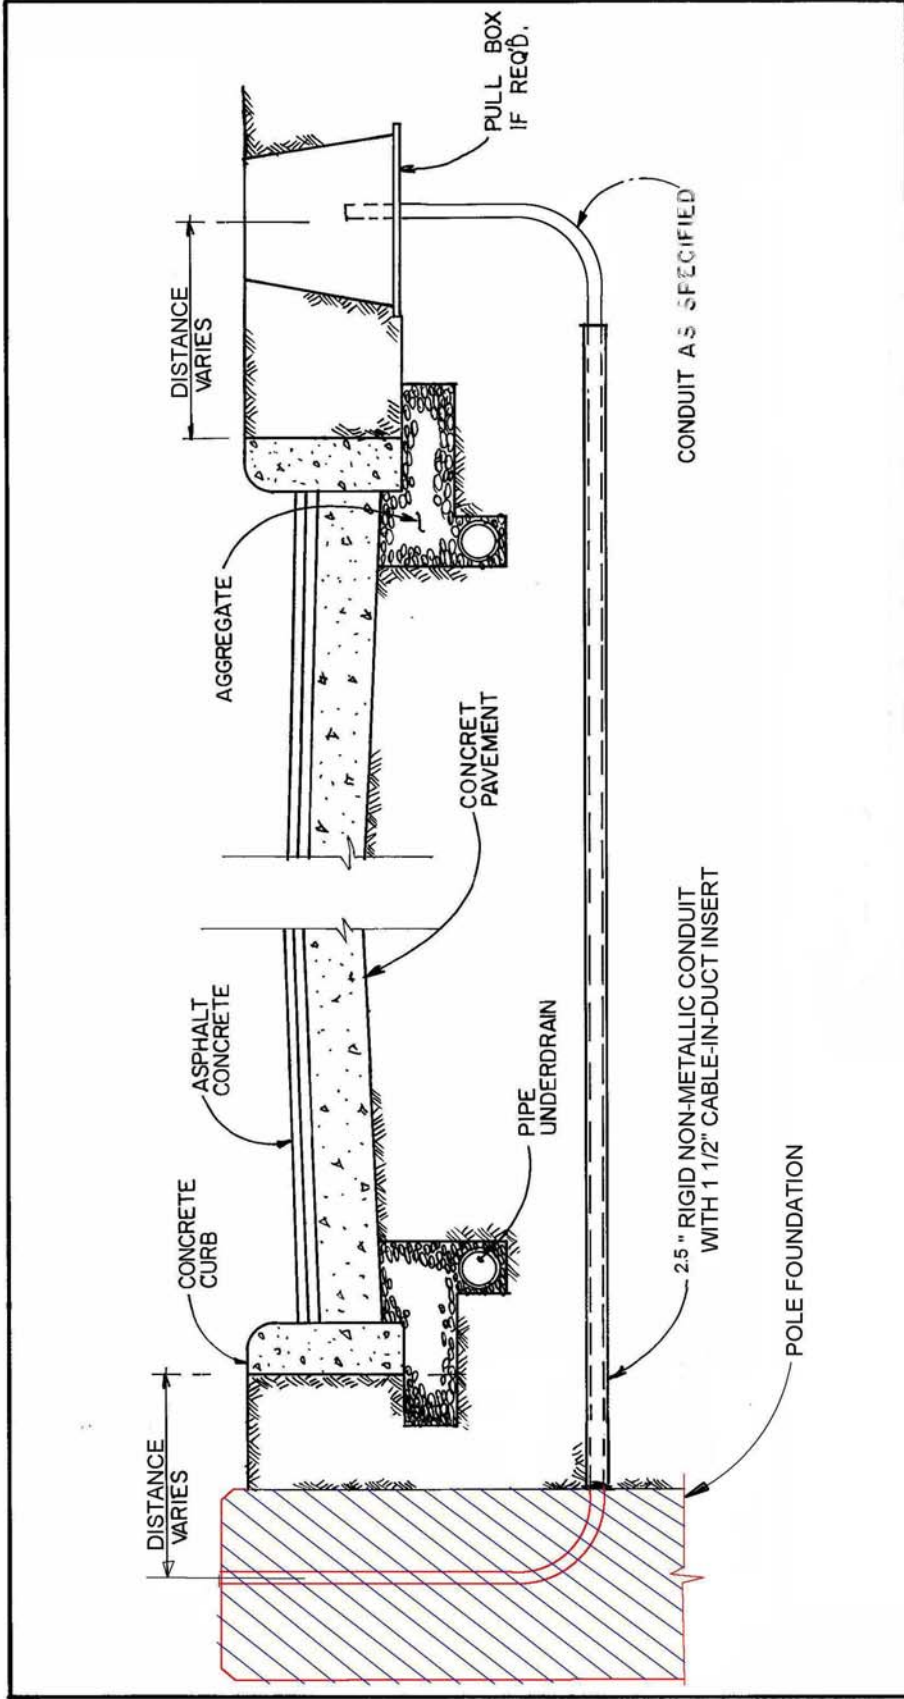 DISTANCE
VARIES
CONCRETE
CURB
ASPHALT
CONCRETE
AGGREGATE
DISTANCE
VARIES
PULL BOX
IF REQ'D.
PIPE
UNDERDRAIN
CONCRET
PAVEMENT
CONDUIT AS SPECIFIED
2.5" RIGID NON-METALLIC CONDUIT
WITH 1 1/2" CABLE-IN-DUCT INSERT
POLE FOUNDATION